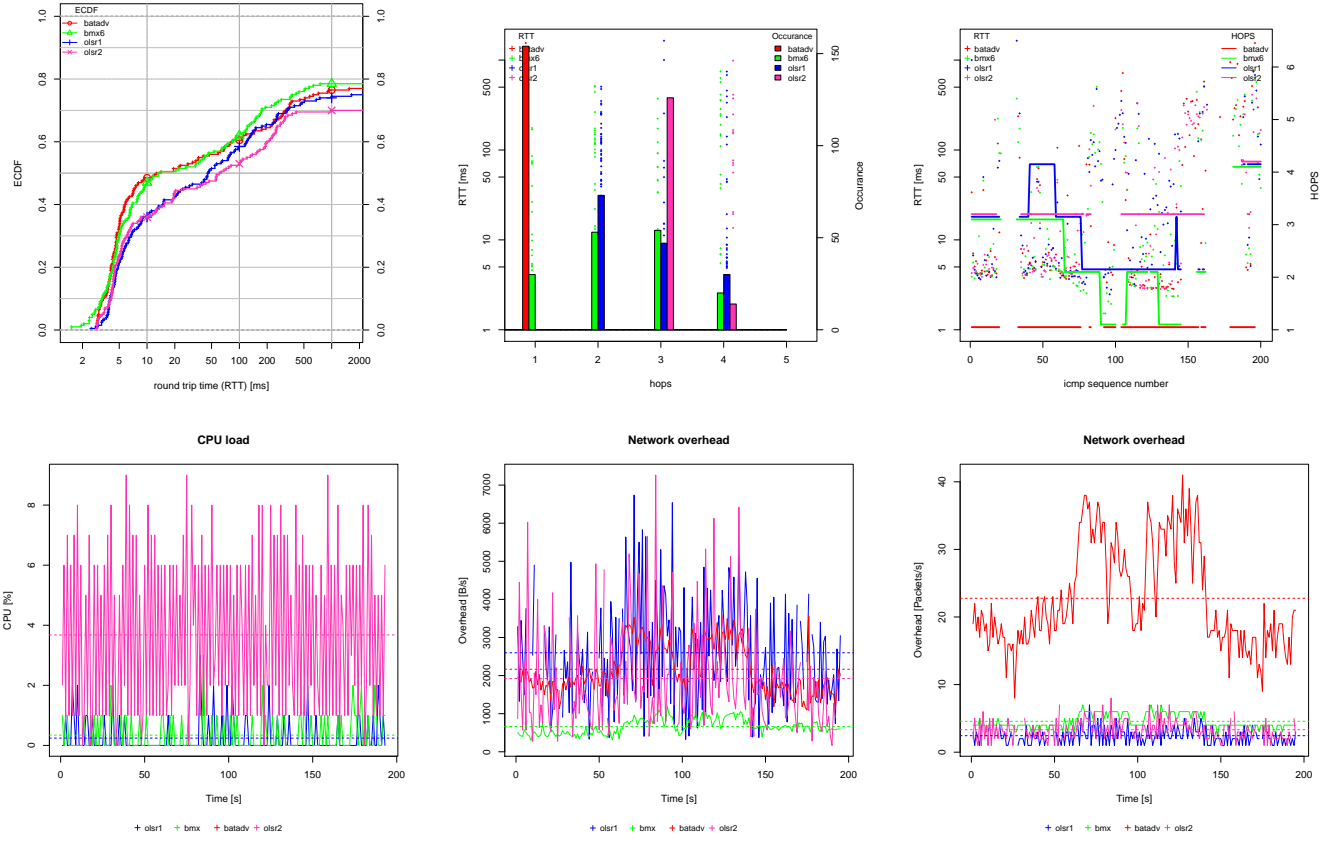 ECDF
batadv
bmx6
olsr1
olsr2
ECDF
0.0
0.2
0.4
0.6
0.8
1.0
0.0
0.2
0.4
0.6
0.8
1.0
2
5
10
20
50
100
200
500
2000
round trip time (RTT) [ms]
RTT
batadv
bmx6
olsr1
olsr2
Occurance
batadv
bmx6
olsr1
olsr2
RTT [ms]
1
5
10
50
100
500
Occurance
0
50
100
150
1
2
3
4
5
hops
RTT
batadv
bmx6
olsr1
olsr2
HOPS
batadv
bmx6
olsr1
olsr2
RTT [ms]
1
5
10
50
100
500
HOPS
1
2
3
4
5
6
0
50
100
150
200
icmp sequence number
CPU load
CPU [%]
0
2
4
6
8
0
50
100
150
200
Time [s]
olsr1
bmx
batadv
olsr2
Network overhead
Overhead [B/s]
0
1000
2000
3000
4000
5000
6000
7000
0
50
100
150
200
Time [s]
olsr1
bmx
batadv
olsr2
Network overhead
Overhead [Packets/s]
0
10
20
30
40
0
50
100
150
200
Time [s]
olsr1
bmx
batadv
olsr2